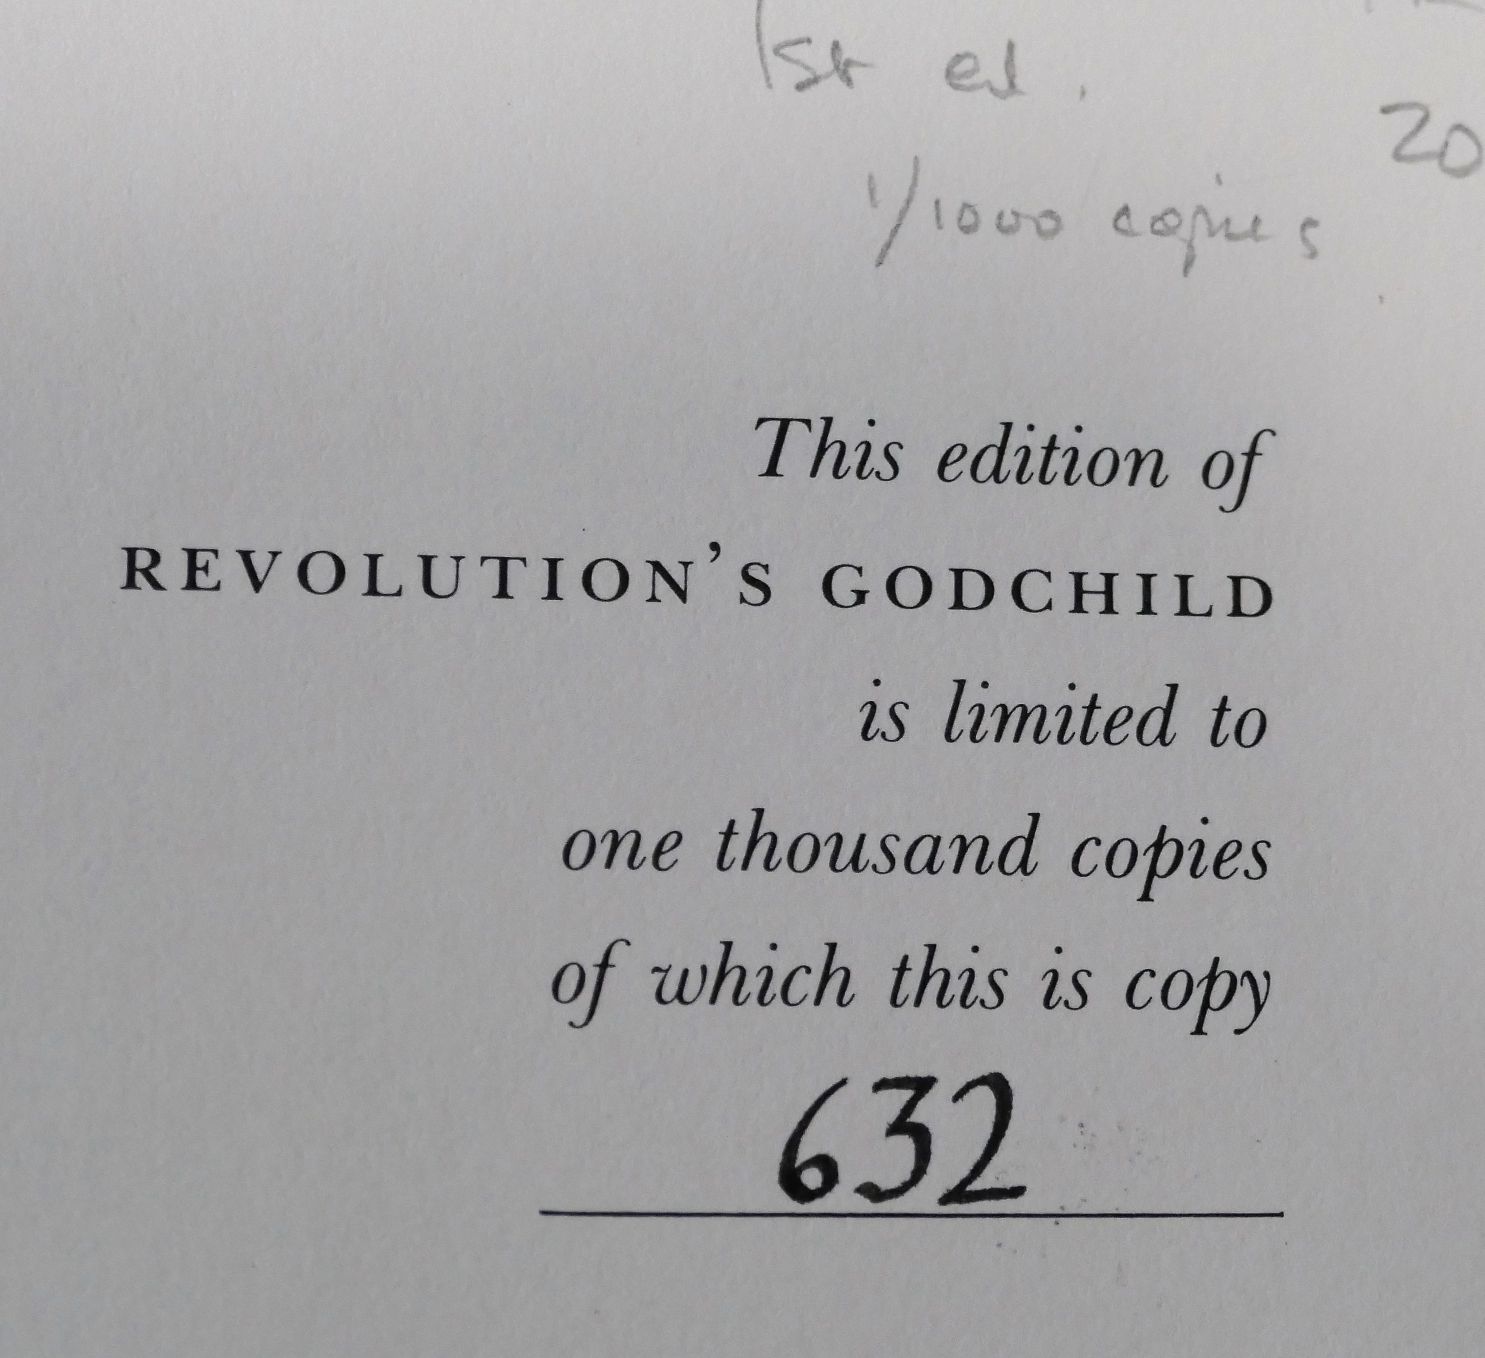 1st ed.
20
1/1000 copies
This edition of
REVOLUTION'S GODCHILD
is limited to
one thousand copies
of which this is copy
632